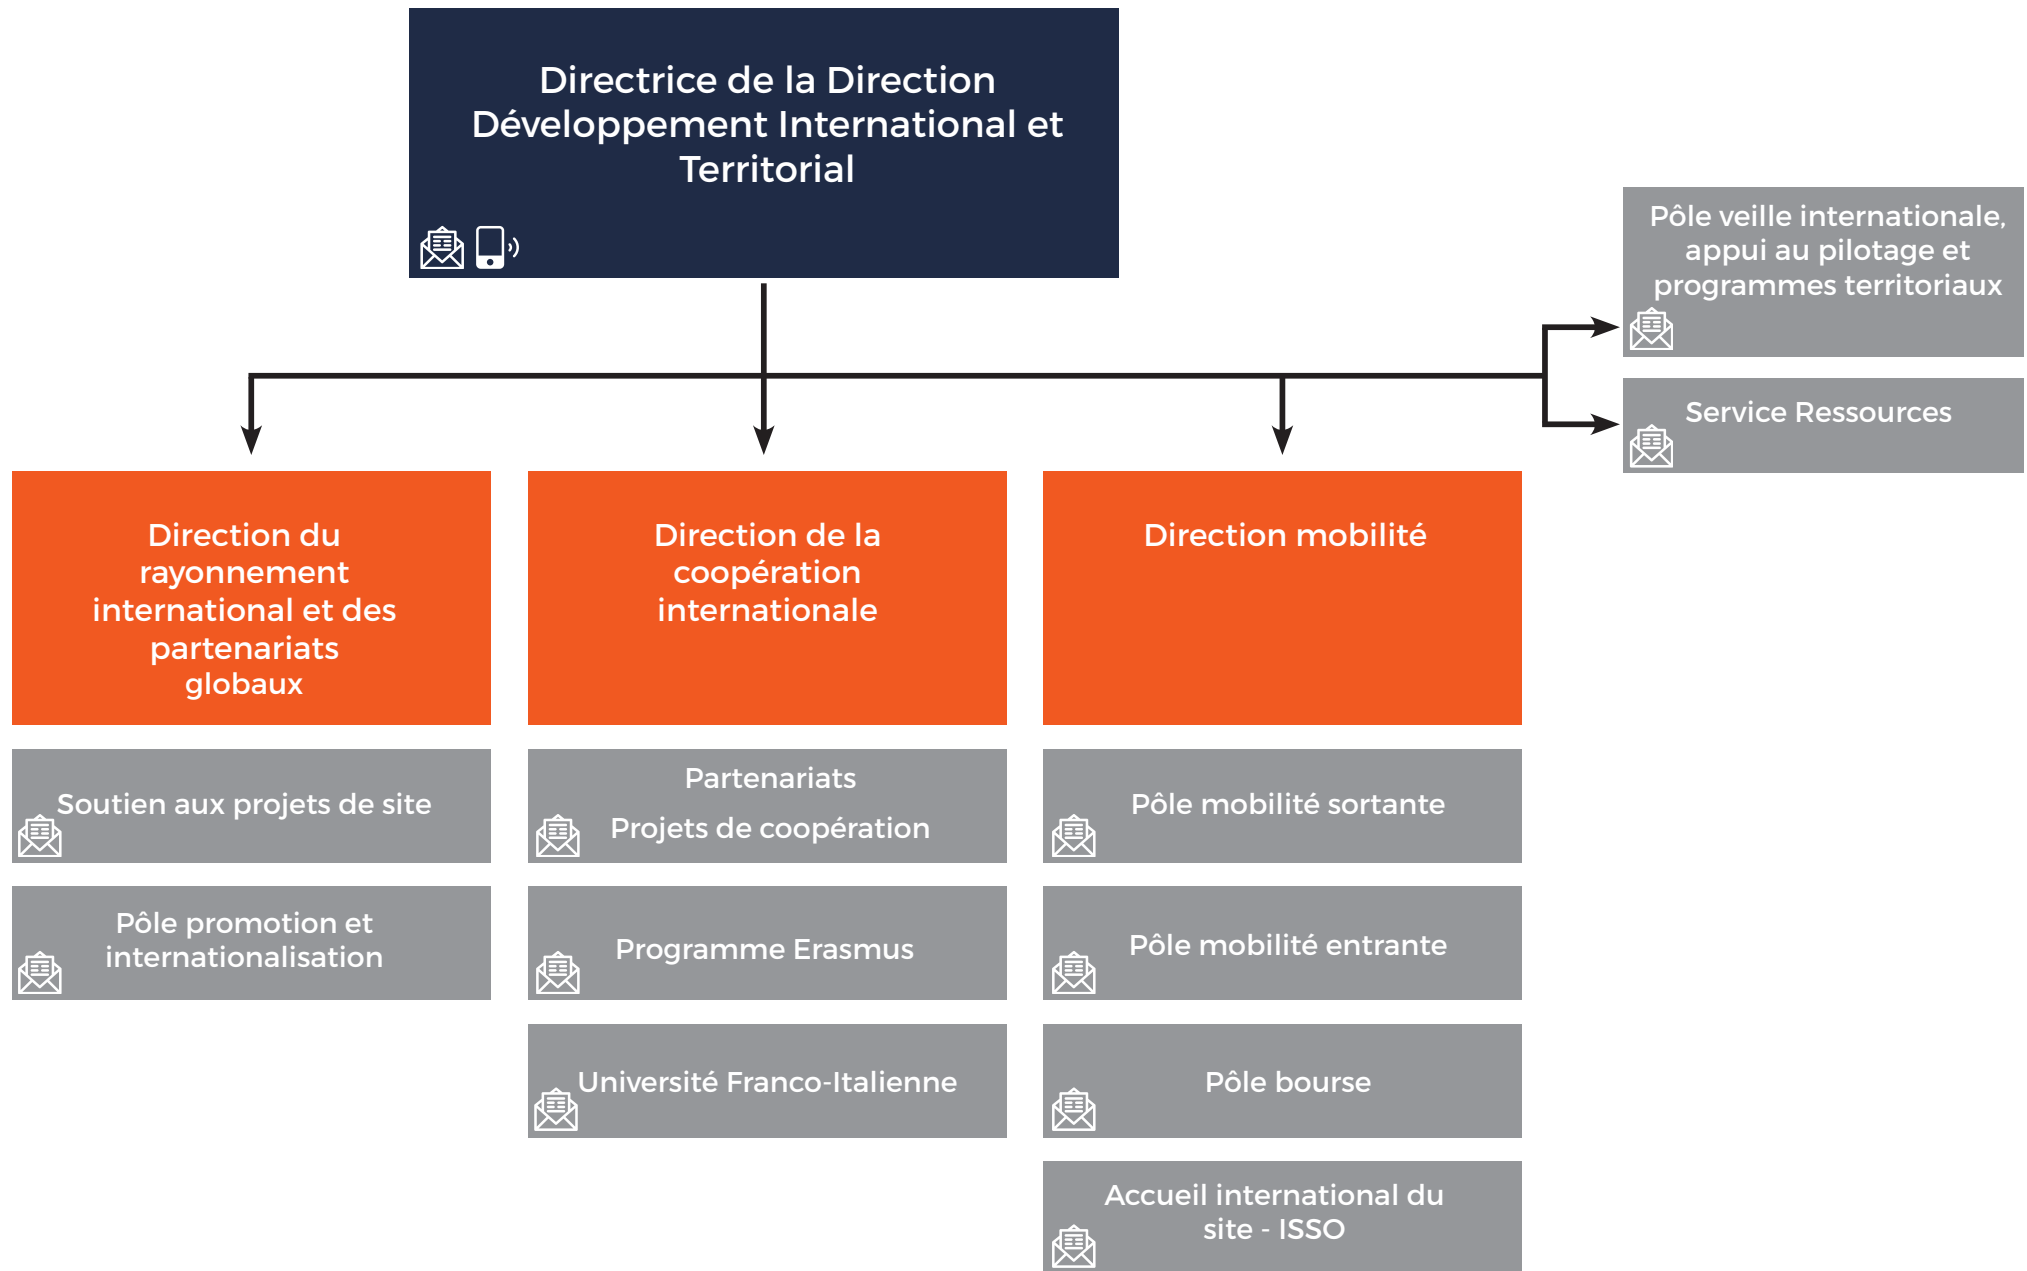 Directrice de la Direction
Développement International et
Territorial
Pôle veille internationale,
appui au pilotage et
programmes territoriaux
Service Ressources
Direction du
rayonnement
international et des
partenariats
globaux
Soutien aux projets de site
Pôle promotion et
internationalisation
Direction de la
coopération
internationale
Partenariats
Projets de coopération
Programme Erasmus
Université Franco-Italienne
Direction mobilité
Pôle mobilité sortante
Pôle mobilité entrante
Pôle bourse
Accueil international du
site - ISSO